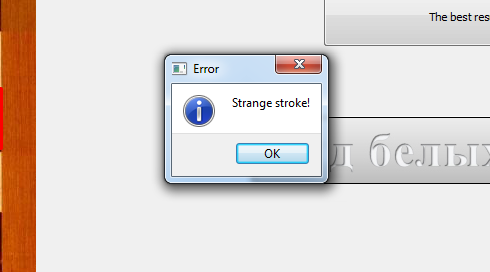 The best res
Error
Strange stroke!
д белых
OK